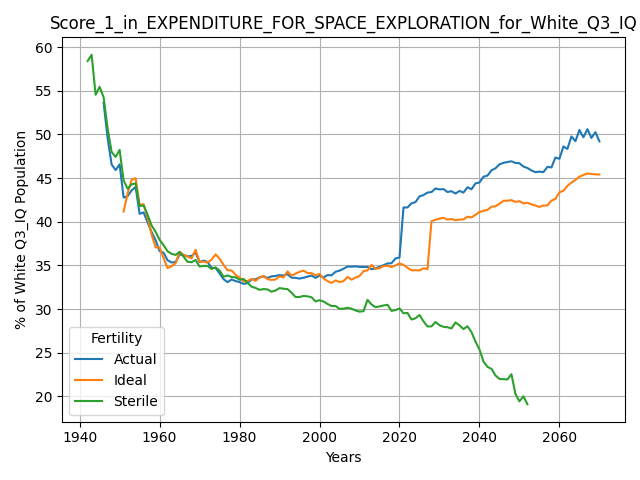 Score_1_in_EXPENDITURE_FOR_SPACE_EXPLORATION_for_White_Q3_IQ
% of White Q3_IQ Population
60
55
50
45
40
35
30
25
20
Fertility
Actual
Ideal
Sterile
1940 1960 1980 2000 2020 2040 2060
Years